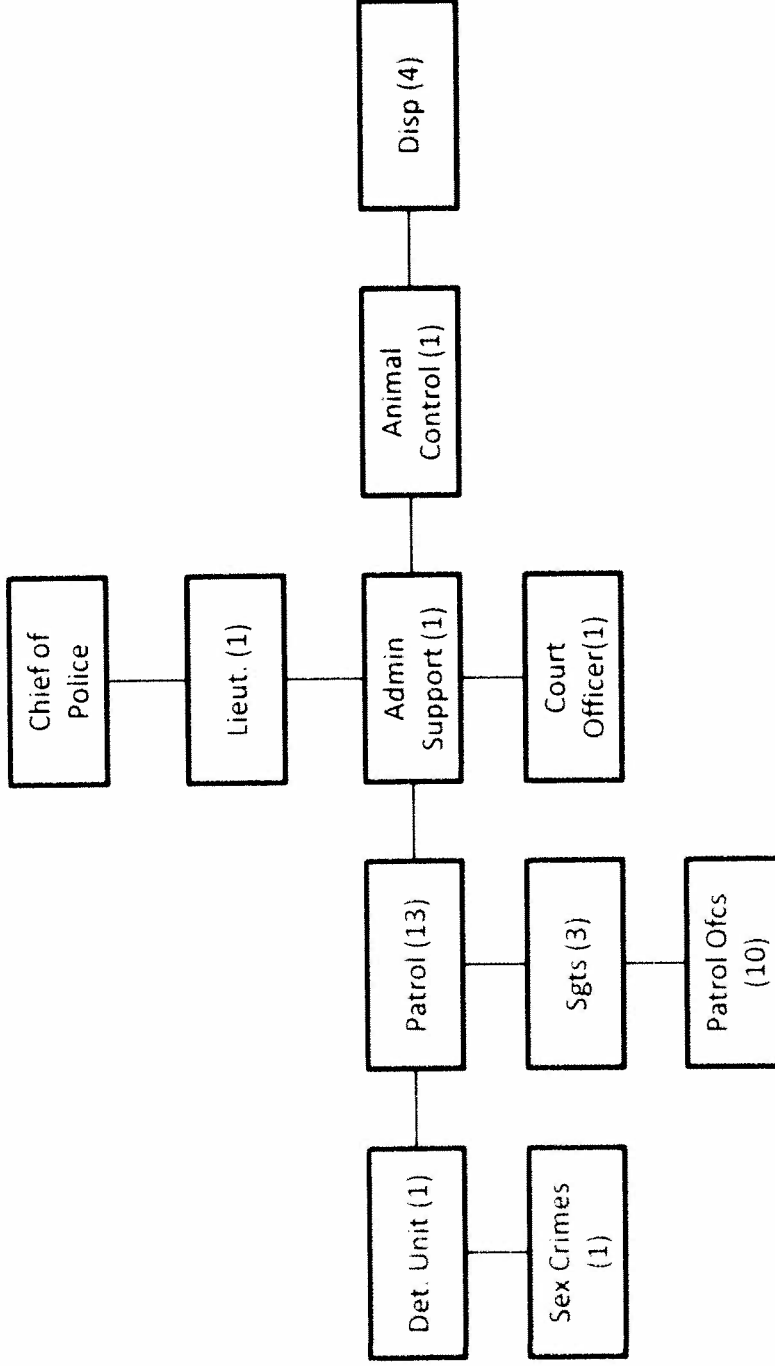 Chief of
Police
Lieut. (1)
Det. Unit (1)
Patrol (13)
Admin
Support (1)
Animal
Control (1)
Disp (4)
Sex Crimes
(1)
Sgts (3)
Court
Officer(1)
Patrol Ofcs
(10)